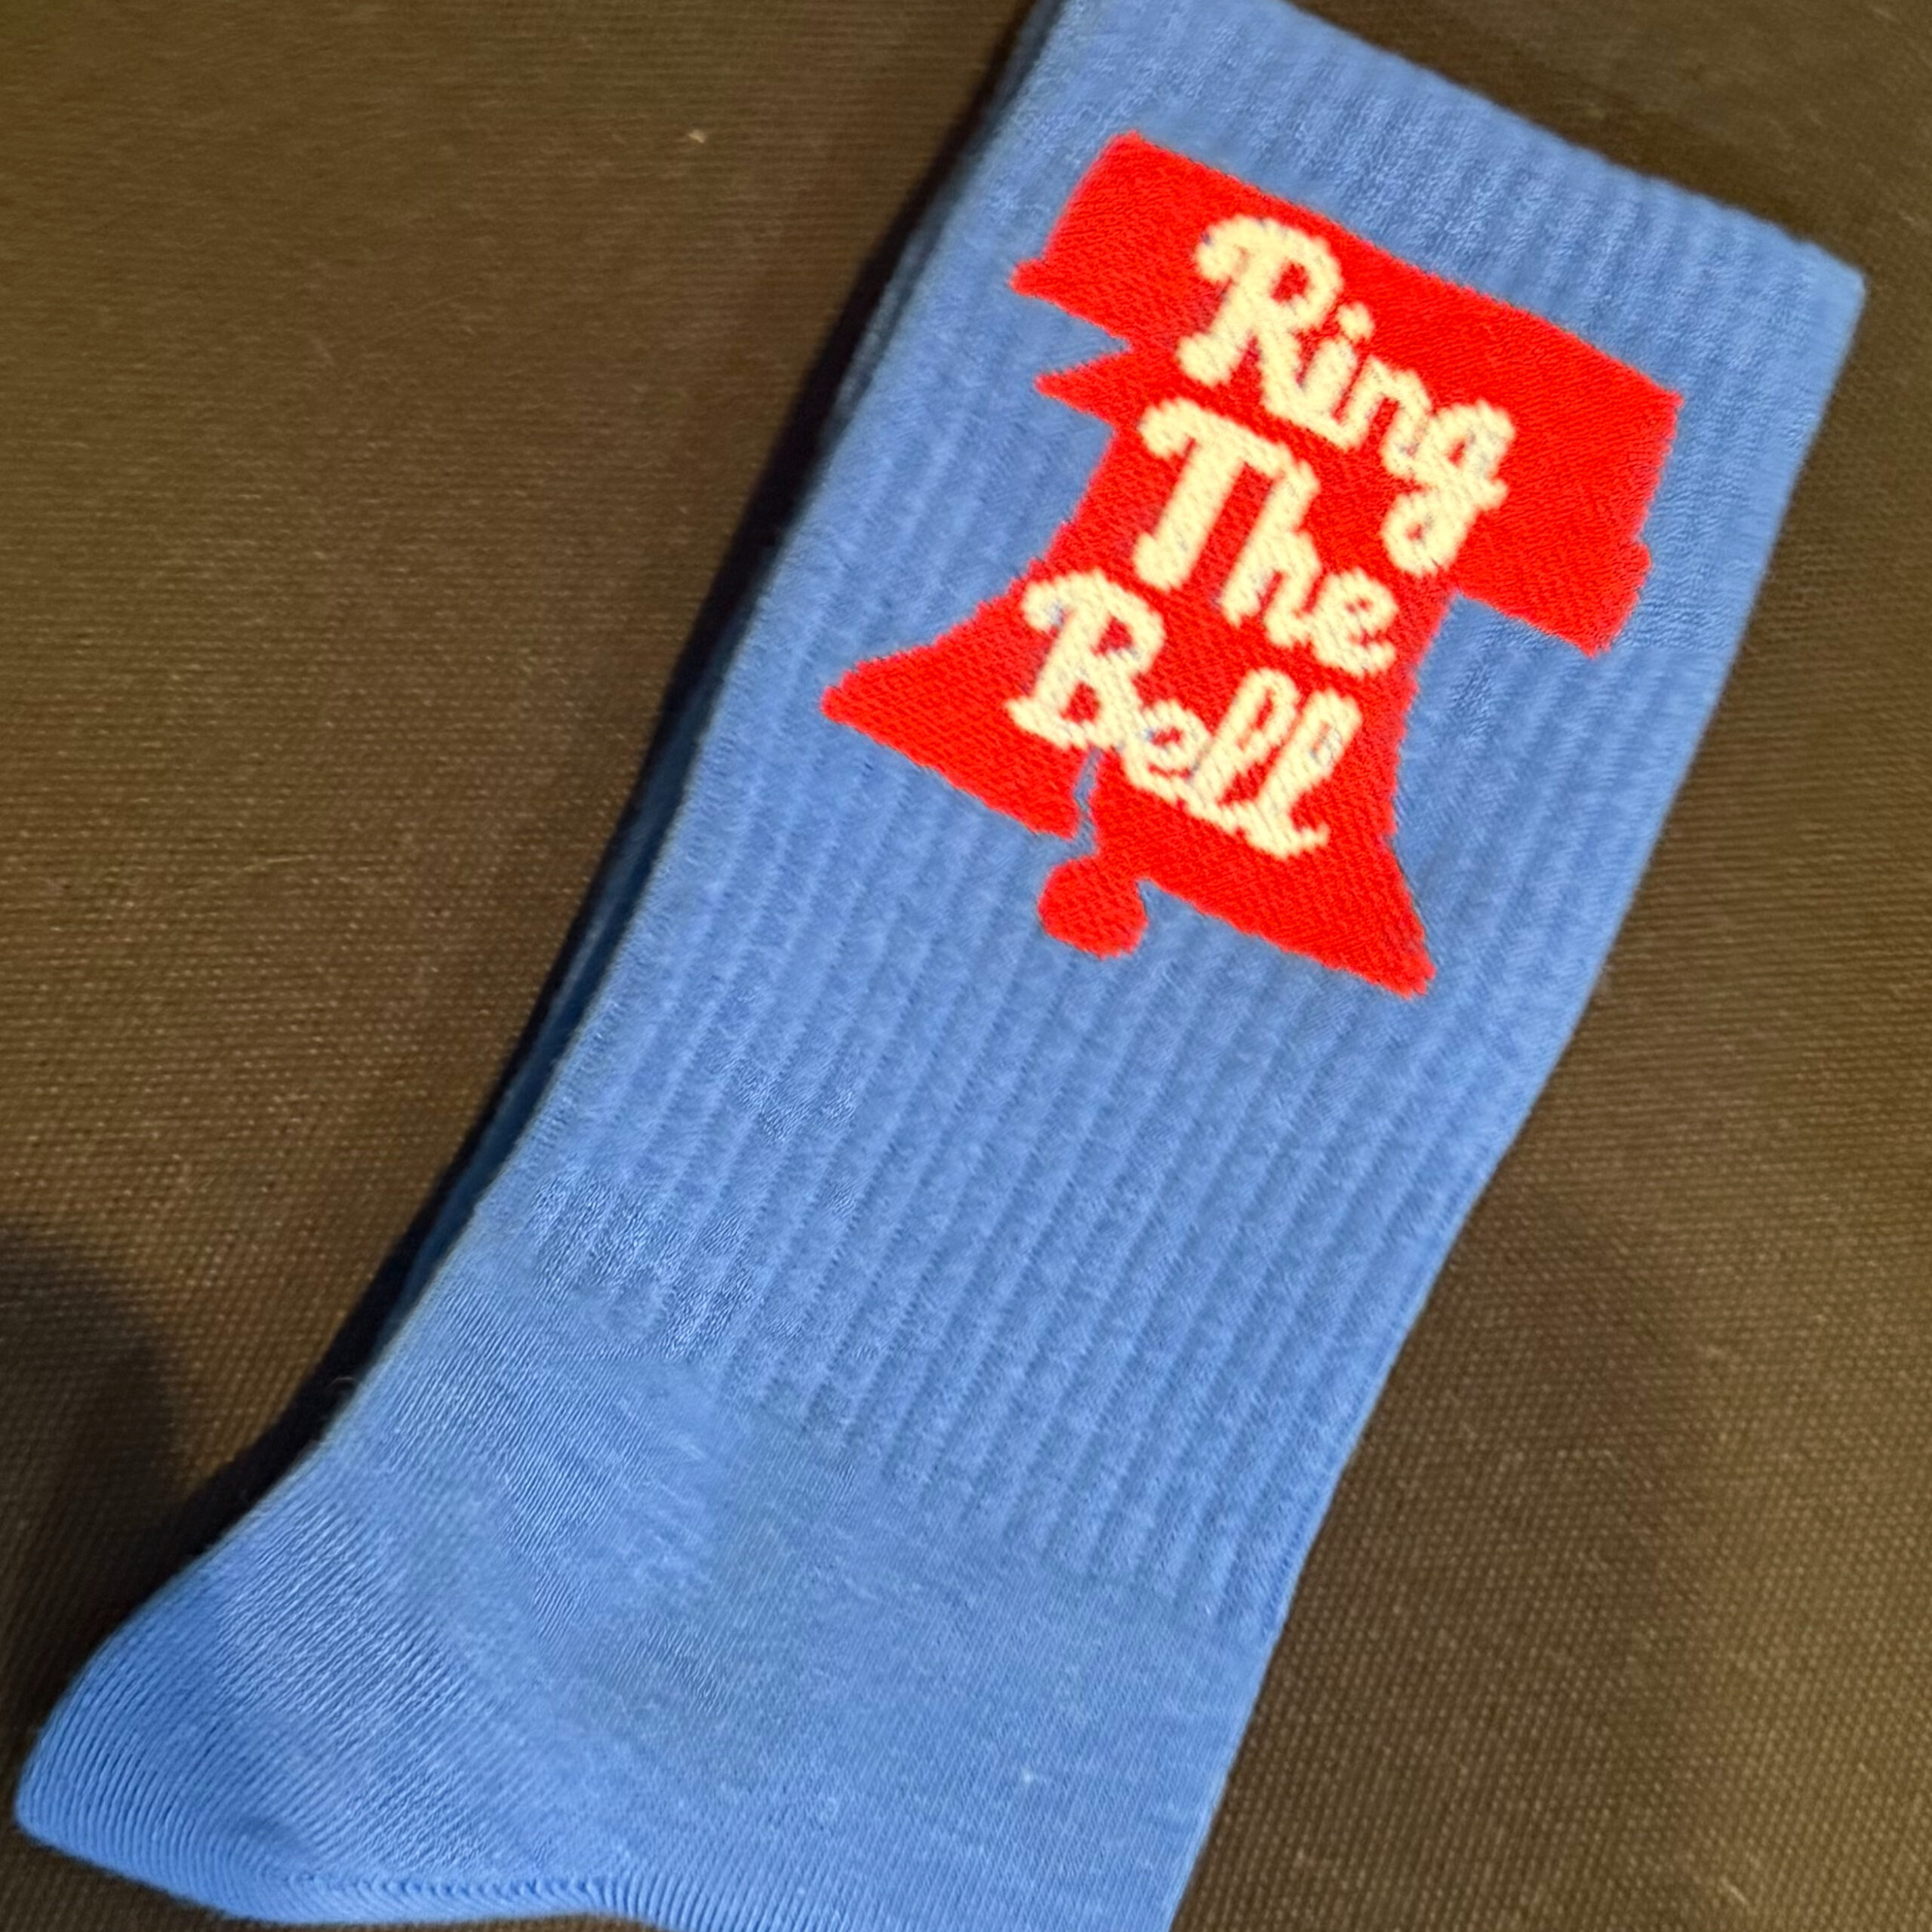 Ring
The
Bell